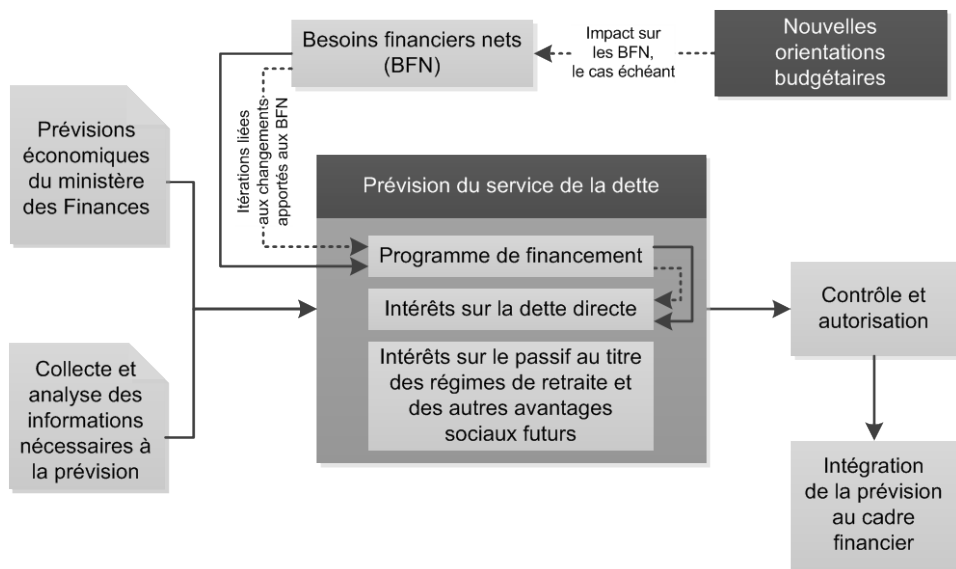 Besoins financiers nets
(BFN)
Impact sur
les BFN,
le cas échéant
Nouvelles
orientations
budgétaires
Prévisions
économiques
du ministère
des Finances
Itérations liées
aux changements
apportés aux BFN
Prévision du service de la dette
Programme de financement
Intérêts sur la dette directe
Intérêts sur le passif au titre
des régimes de retraite et
des autres avantages
sociaux futurs
Collecte et
analyse des
informations
nécessaires à
la prévision
Contrôle et
autorisation
Intégration
de la prévision
au cadre
financier